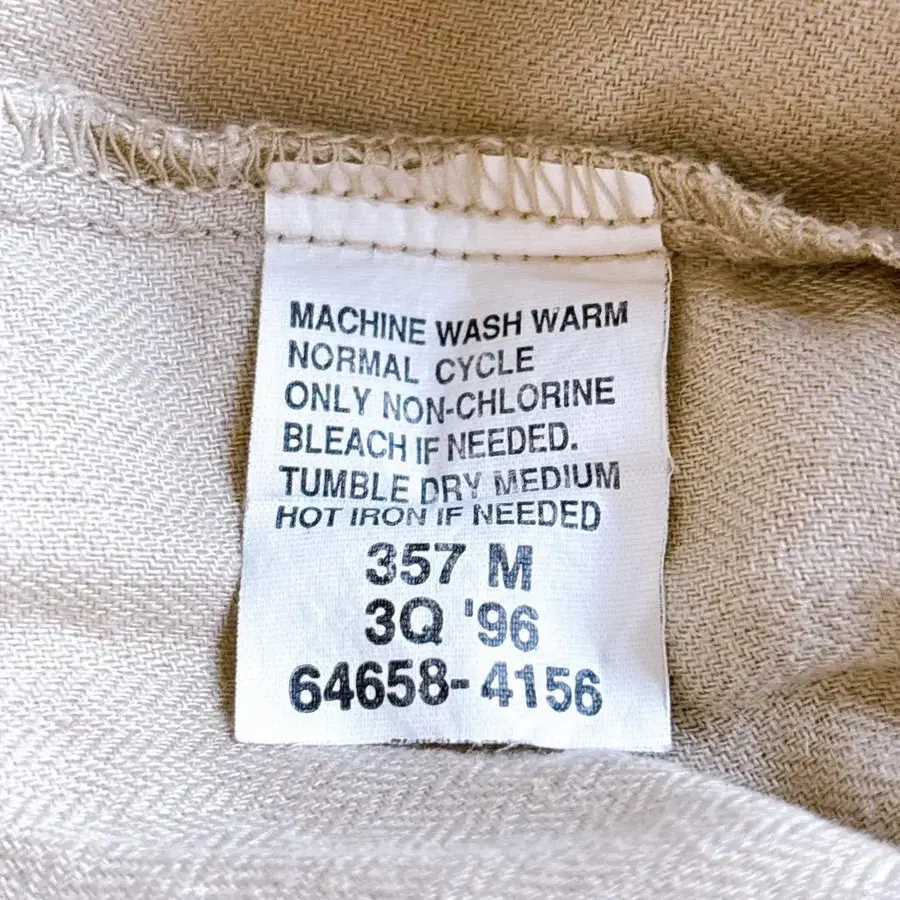 MACHINE WASH WARM
NORMAL CYCLE
ONLY NON-CHLORINE
BLEACH IF NEEDED.
TUMBLE DRY MEDIUM
HOT IRON IF NEEDED
357 M
3Q '96
64658-4156